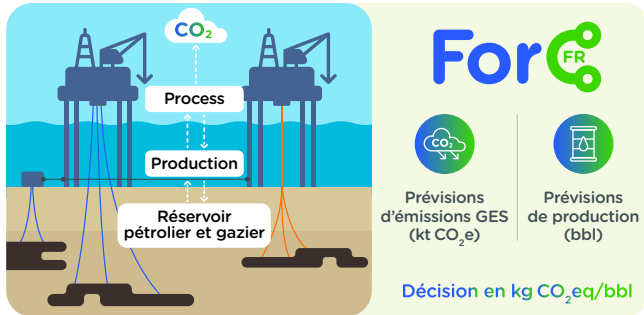 CO₂
Process
Production
Réservoir
pétrolier et gazier
ForC
FR
CO₂
Prévisions
d'émissions GES
(kt CO₂e)
Prévisions
de production
(bbl)
Décision en kg CO₂eq/bbl